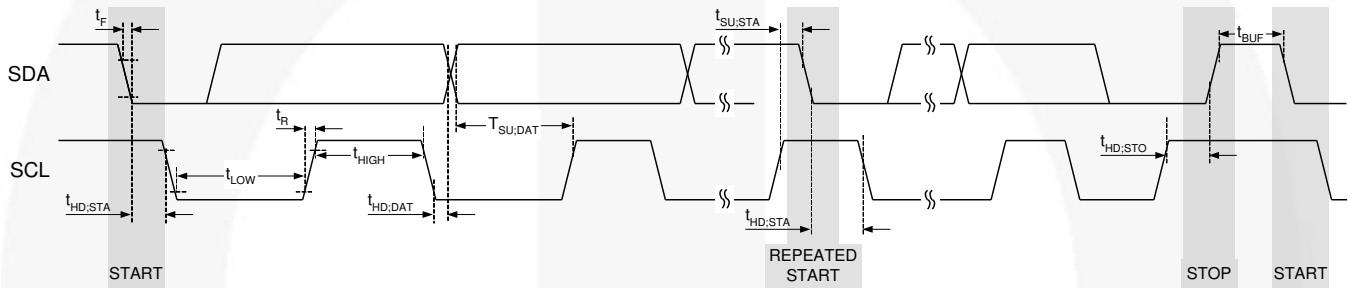 tF
tSU;STA
tBUF
SDA
tR
TSU;DAT
tHIGH
tHD;STO
SCL
tLOW
tHD;STA
tHD;DAT
tHD;STA
START
REPEATED
START
STOP
START